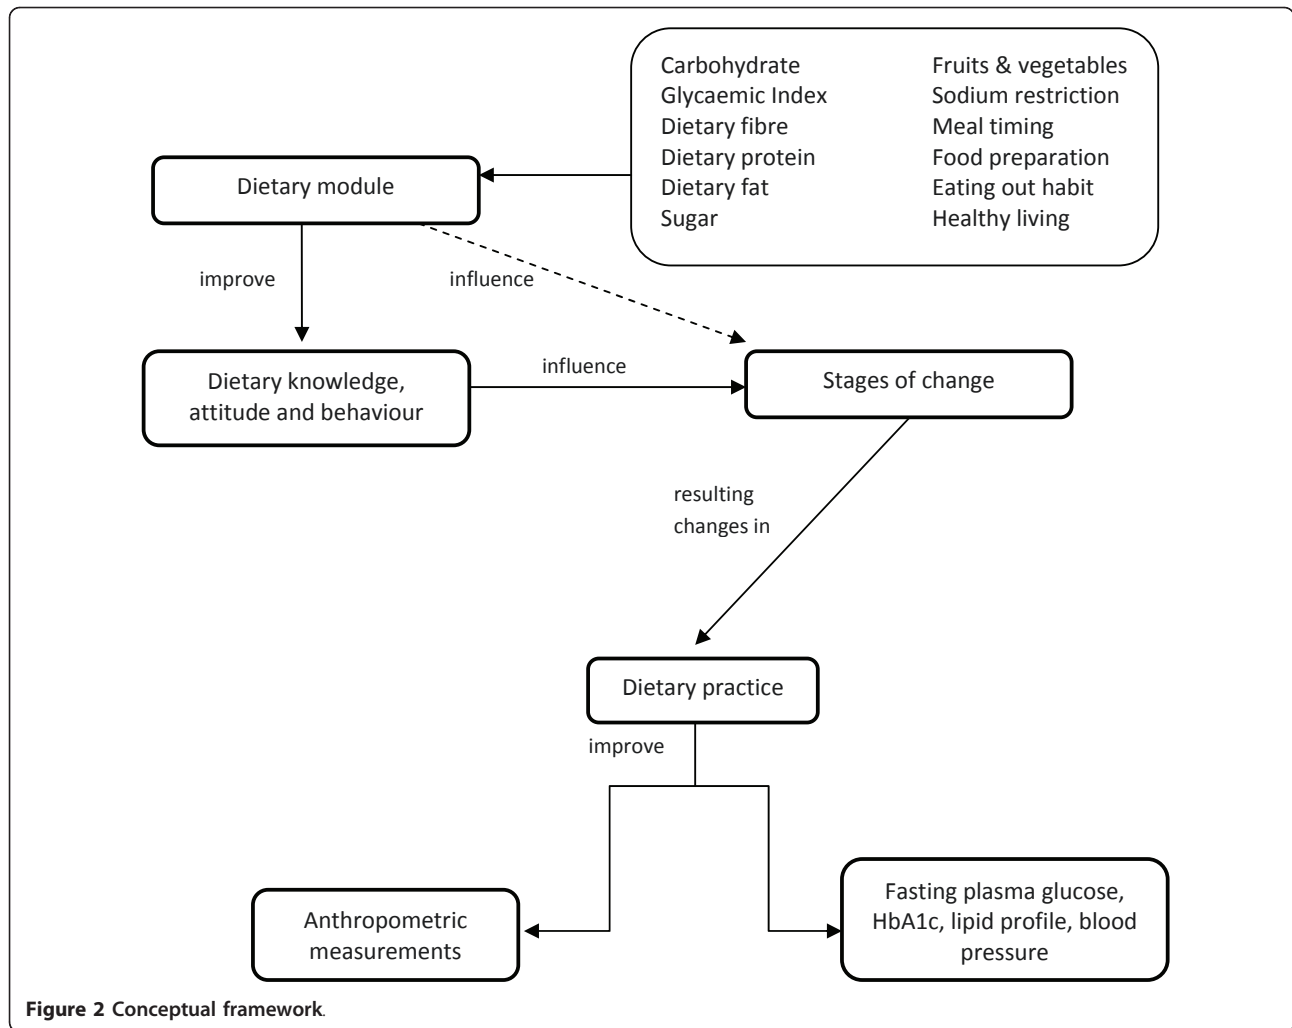 Carbohydrate
Glycaemic Index
Dietary fibre
Dietary protein
Dietary fat
Sugar
Fruits & vegetables
Sodium restriction
Meal timing
Food preparation
Eating out habit
Healthy living
Dietary module
improve
influence
Dietary knowledge,
attitude and behaviour
influence
Stages of change
resulting
changes in
Dietary practice
improve
Anthropometric
measurements
Fasting plasma glucose,
HbA1c, lipid profile, blood
pressure
Figure 2 Conceptual framework.